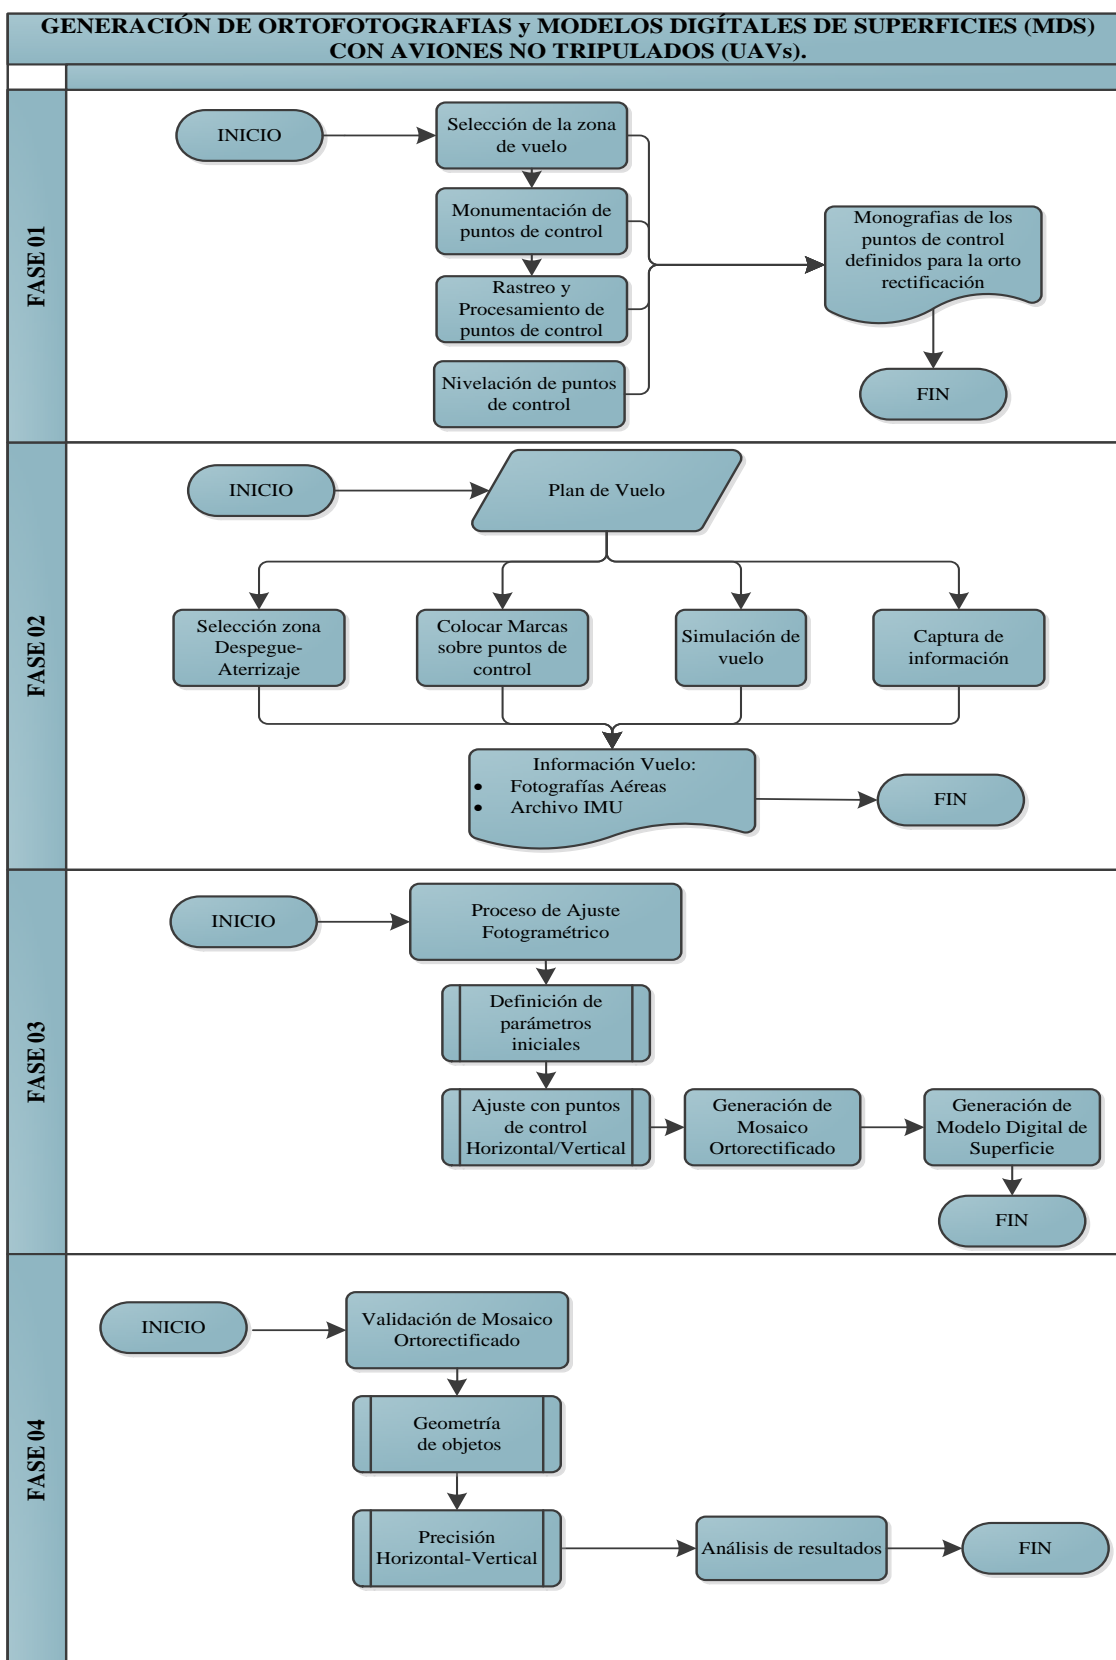 GENERACIÓN DE ORTOFOTOGRAFIAS y MODELOS DIGÍTALES DE SUPERFICIES (MDS)
CON AVIONES NO TRIPULADOS (UAVs).
FASE 01
INICIO
Selección de la zona
de vuelo
Monumentación de
puntos de control
Rastreo y
Procesamiento de
puntos de control
Nivelación de puntos
de control
Monografias de los
puntos de control
definidos para la orto
rectificación
FIN
FASE 02
INICIO
Plan de Vuelo
Selección zona
Despegue-
Aterrizaje
Colocar Marcas
sobre puntos de
control
Simulación de
vuelo
Captura de
información
Información Vuelo:
• Fotografías Aéreas
• Archivo IMU
FIN
FASE 03
INICIO
Proceso de Ajuste
Fotogramétrico
Definición de
parámetros
iniciales
Ajuste con puntos
de control
Horizontal/Vertical
Generación de
Mosaico
Ortorectificado
Generación de
Modelo Digital de
Superficie
FIN
FASE 04
INICIO
Validación de Mosaico
Ortorectificado
Geometría
de objetos
Precisión
Horizontal-Vertical
Análisis de resultados
FIN